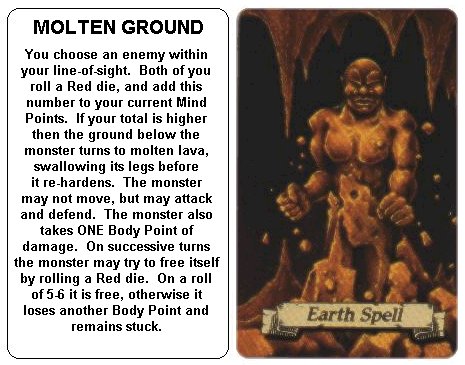 MOLTEN GROUND
You choose an enemy within
your line-of-sight.  Both of you
roll a Red die, and add this
number to your current Mind
Points.  If your total is higher
then the ground below the
monster turns to molten lava,
swallowing its legs before
it re-hardens.  The monster
may not move, but may attack
and defend.  The monster also
takes ONE Body Point of
damage.  On successive turns
the monster may try to free itself
by rolling a Red die.  On a roll
of 5-6 it is free, otherwise it
loses another Body Point and
remains stuck.
Earth Spell